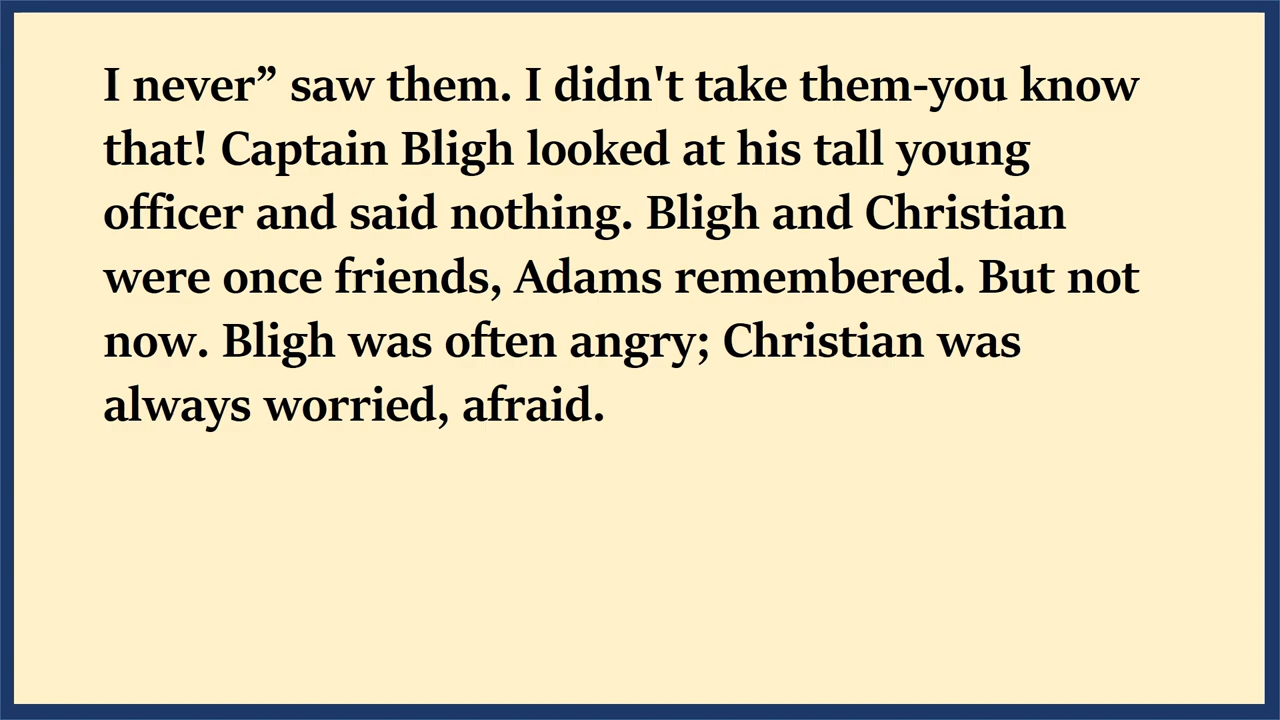 I never” saw them. I didn't take them-you know
that! Captain Bligh looked at his tall young
officer and said nothing. Bligh and Christian
were once friends, Adams remembered. But not
now. Bligh was often angry; Christian was
always worried, afraid.